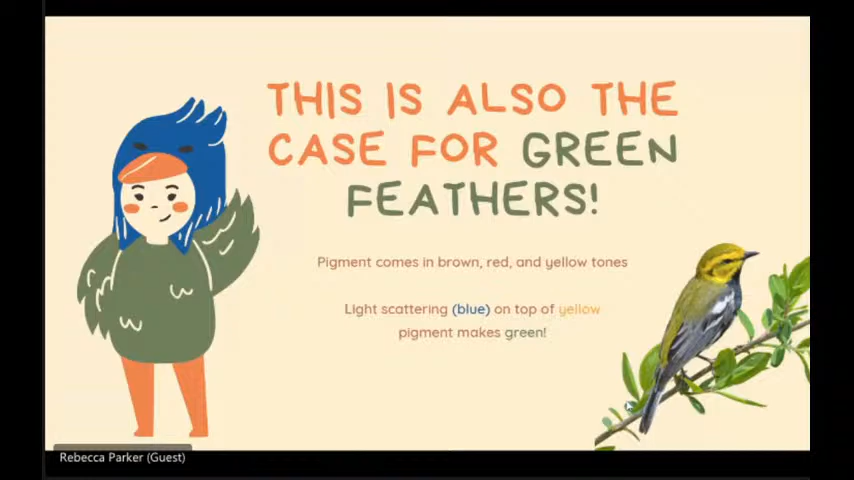 THIS IS ALSO THE
CASE FOR GREEN
FEATHERS!
Pigment comes in brown, red, and yellow tones
Light scattering (blue) on top of yellow
pigment makes green!
Rebecca Parker (Guest)